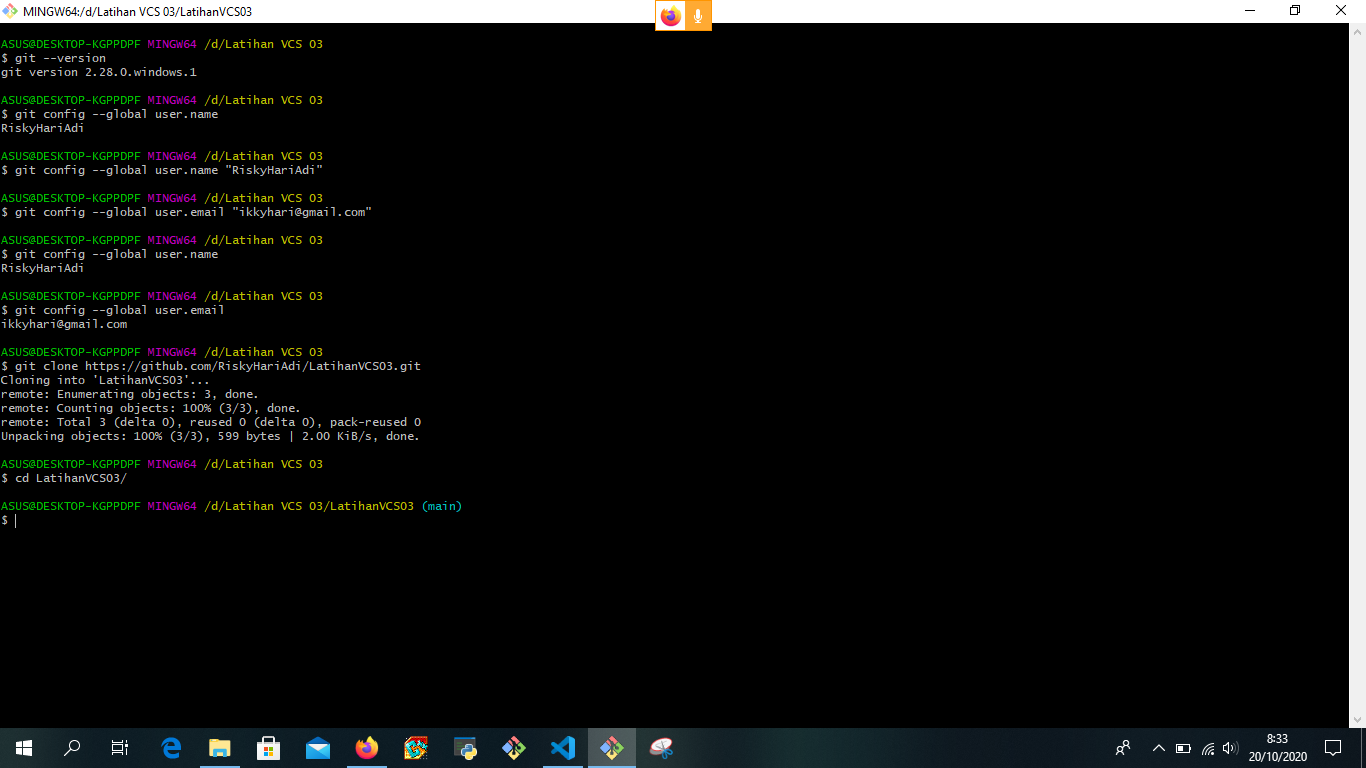 MINGW64:/d/Latihan VCS 03/LatihanVCS03
ASUS@DESKTOP-KGPPDPF MINGW64 /d/Latihan VCS 03
$ git --version
git version 2.28.0.windows.1
ASUS@DESKTOP-KGPPDPF MINGW64 /d/Latihan VCS 03
$ git config --global user.name
RiskyHariAdi
ASUS@DESKTOP-KGPPDPF MINGW64 /d/Latihan VCS 03
$ git config --global user.name "RiskyHariAdi"
ASUS@DESKTOP-KGPPDPF MINGW64 /d/Latihan VCS 03
$ git config --global user.email "ikkyhari@gmail.com"
ASUS@DESKTOP-KGPPDPF MINGW64 /d/Latihan VCS 03
$ git config --global user.name
RiskyHariAdi
ASUS@DESKTOP-KGPPDPF MINGW64 /d/Latihan VCS 03
$ git config --global user.email
ikkyhari@gmail.com
ASUS@DESKTOP-KGPPDPF MINGW64 /d/Latihan VCS 03
$ git clone https://github.com/RiskyHariAdi/LatihanVCS03.git
Cloning into 'LatihanVCS03'...
remote: Enumerating objects: 3, done.
remote: Counting objects: 100% (3/3), done.
remote: Total 3 (delta 0), reused 0 (delta 0), pack-reused 0
Unpacking objects: 100% (3/3), 599 bytes | 2.00 KiB/s, done.
ASUS@DESKTOP-KGPPDPF MINGW64 /d/Latihan VCS 03
$ cd LatihanVCS03/
ASUS@DESKTOP-KGPPDPF MINGW64 /d/Latihan VCS 03/LatihanVCS03 (main)
$
8:33
20/10/2020